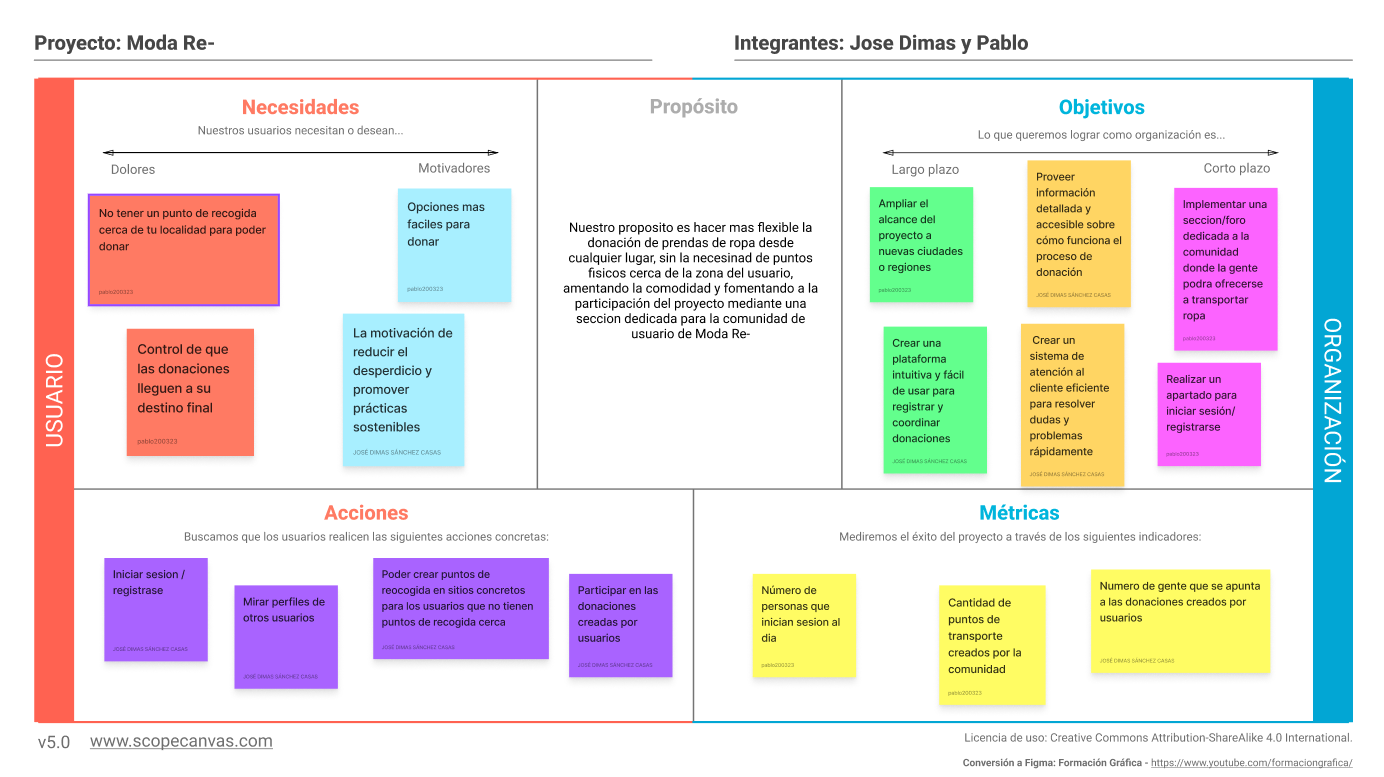 Proyecto: Moda Re-
Integrantes: Jose Dimas y Pablo
USUARIO
Necesidades
Nuestros usuarios necesitan o desean...
Dolores
Motivadores
No tener un punto de recogida
cerca de tu localidad para poder
donar
pablo200323
Opciones mas
faciles para
donar
pablo200323
Control de que
las donaciones
lleguen a su
destino final
pablo200323
La motivación de
reducir el
desperdicio y
promover
prácticas
sostenibles
JOSÉ DIMAS SÁNCHEZ CASAS
Propósito
Nuestro proposito es hacer mas flexible la
donación de prendas de ropa desde
cualquier lugar, sin la necesinad de puntos
fisicos cerca de la zona del usuario,
amentando la comodidad y fomentando a la
participación del proyecto mediante una
seccion dedicada para la comunidad de
usuario de Moda Re-
Objetivos
Lo que queremos lograr como organización es...
Largo plazo
Corto plazo
Ampliar el
alcance del
proyecto a
nuevas ciudades
o regiones
pablo200323
Proveer
información
detallada y
accesible sobre
cómo funciona el
proceso de
donación
JOSÉ DIMAS SÁNCHEZ CASAS
Implementar una
seccion/foro
dedicada a la
comunidad
donde la gente
podra ofrecerse
a transportar
ropa
pablo200323
Crear una
plataforma
intuitiva y fácil
de usar para
registrar y
coordinar
donaciones
JOSÉ DIMAS SÁNCHEZ CASAS
Crear un
sistema de
atención al
cliente eficiente
para resolver
dudas y
problemas
rápidamente
JOSÉ DIMAS SÁNCHEZ CASAS
Realizar un
apartado para
iniciar sesión/
registrarse
pablo200323
ORGANIZACIÓN
Acciones
Buscamos que los usuarios realicen las siguientes acciones concretas:
Iniciar sesion /
registrase
JOSÉ DIMAS SÁNCHEZ CASAS
Mirar perfiles de
otros usuarios
JOSÉ DIMAS SÁNCHEZ CASAS
Poder crear puntos de
reocogida en sitios concretos
para los usuarios que no tienen
puntos de recogida cerca
JOSÉ DIMAS SÁNCHEZ CASAS
Participar en las
donaciones
creadas por
usuarios
JOSÉ DIMAS SÁNCHEZ CASAS
Métricas
Mediremos el éxito del proyecto a través de los siguientes indicadores:
Número de
personas que
inician sesion al
dia
pablo200323
Cantidad de
puntos de
transporte
creados por la
comunidad
pablo200323
Numero de gente que se apunta
a las donaciones creados por
usuarios
JOSÉ DIMAS SÁNCHEZ CASAS
v5.0 www.scopecanvas.com
Licencia de uso: Creative Commons Attribution-ShareAlike 4.0 International.
Conversión a Figma: Formación Gráfica - https://www.youtube.com/formaciongrafica/